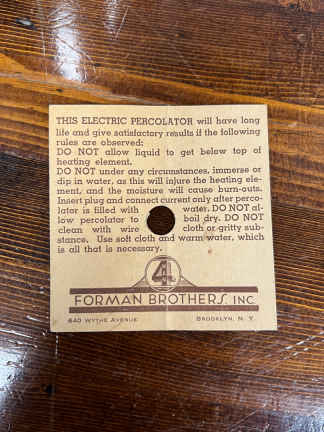 THIS ELECTRIC PERCOLATOR will have long
life and give satisfactory results if the following
rules are observed:
DO NOT allow liquid to get below top of
heating element.
DO NOT under any circumstances, immerse or
dip in water, as this will injure the heating ele-
ment, and the moisture will cause burn-outs.
Insert plug and connect current only after perco-
lator is filled with water. DO NOT al-
low percolator to boil dry. DO NOT
clean with wire cloth or gritty sub-
stance. Use soft cloth and warm water, which
is all that is necessary.
4
FORMAN BROTHERS, INC
640 WYTHE AVENUE BROOKLYN, N. Y.